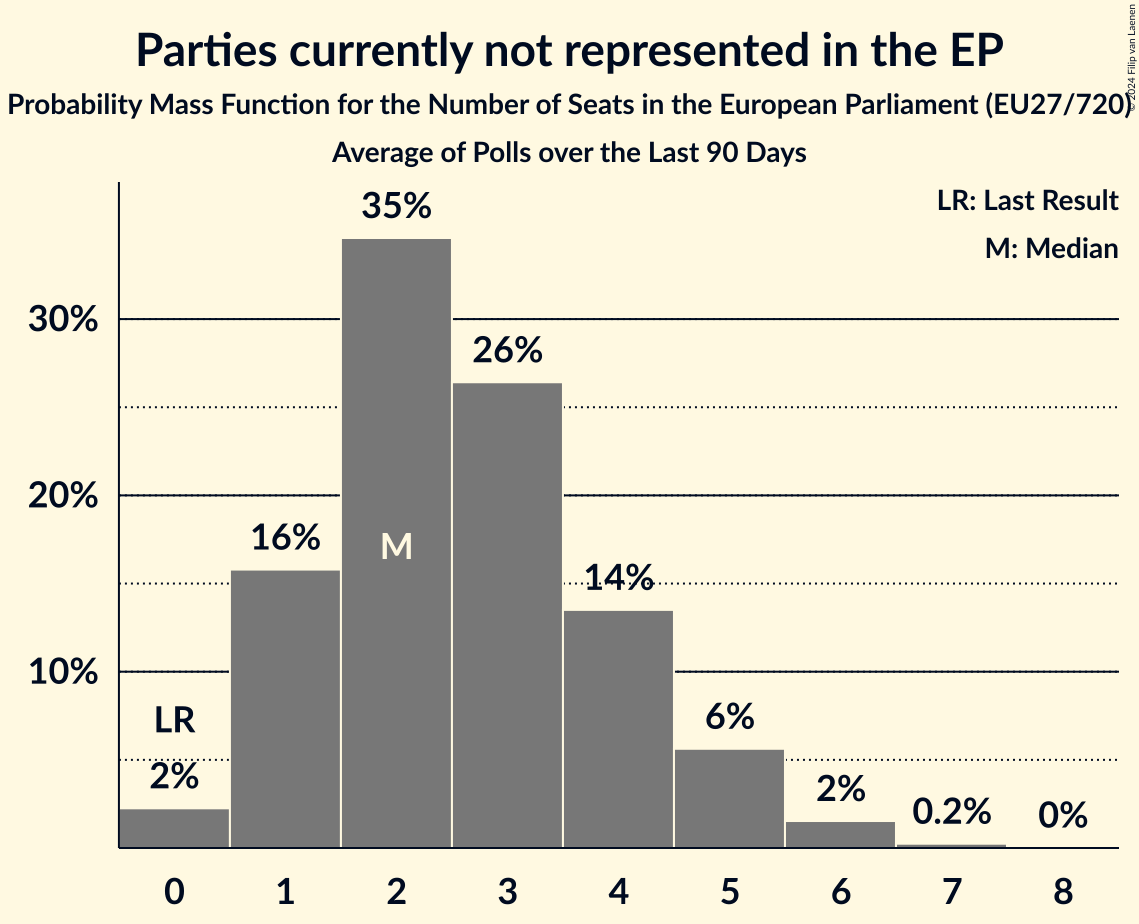 Parties currently not represented in the EP
Probability Mass Function for the Number of Seats in the European Parliament (EU27/720)
Average of Polls over the Last 90 Days
© 2024 Filip van Laenen
LR: Last Result
M: Median
30%
20%
10%
LR
2%
16%
35%
M
26%
14%
6%
2%
0.2%
0%
0 1 2 3 4 5 6 7 8